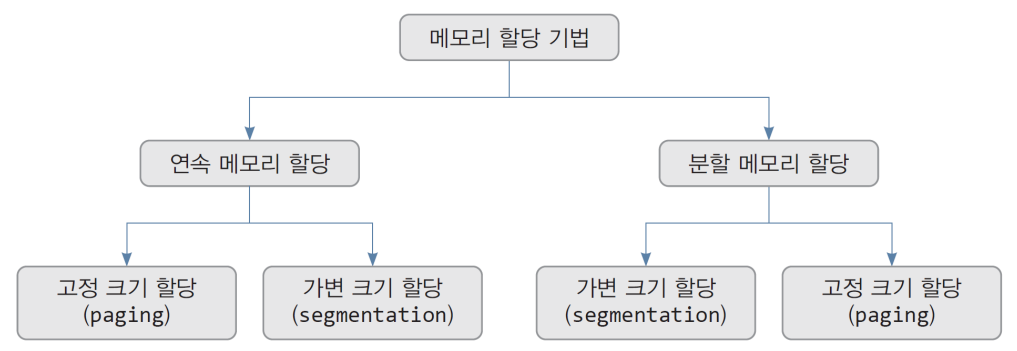 메모리 할당 기법
연속 메모리 할당
분할 메모리 할당
고정 크기 할당
(paging)
가변 크기 할당
(segmentation)
가변 크기 할당
(segmentation)
고정 크기 할당
(paging)